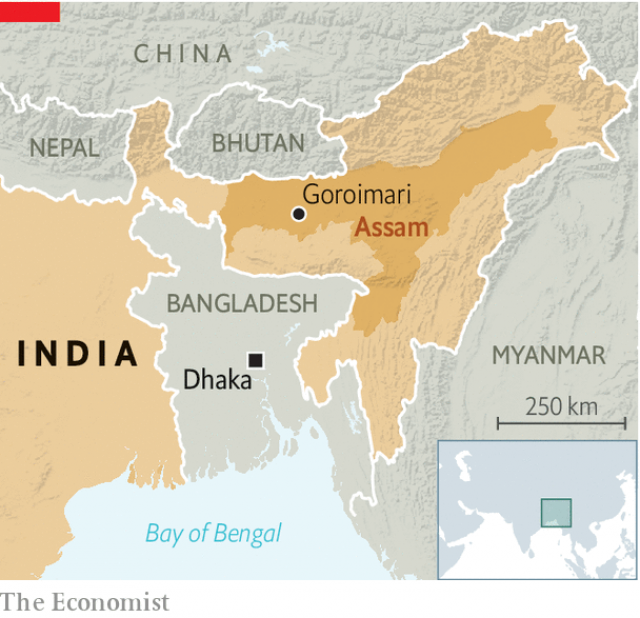 CHINA
NEPAL
BHUTAN
Goroimari
Assam
BANGLADESH
INDIA
Dhaka
MYANMAR
250 km
Bay of Bengal
The Economist